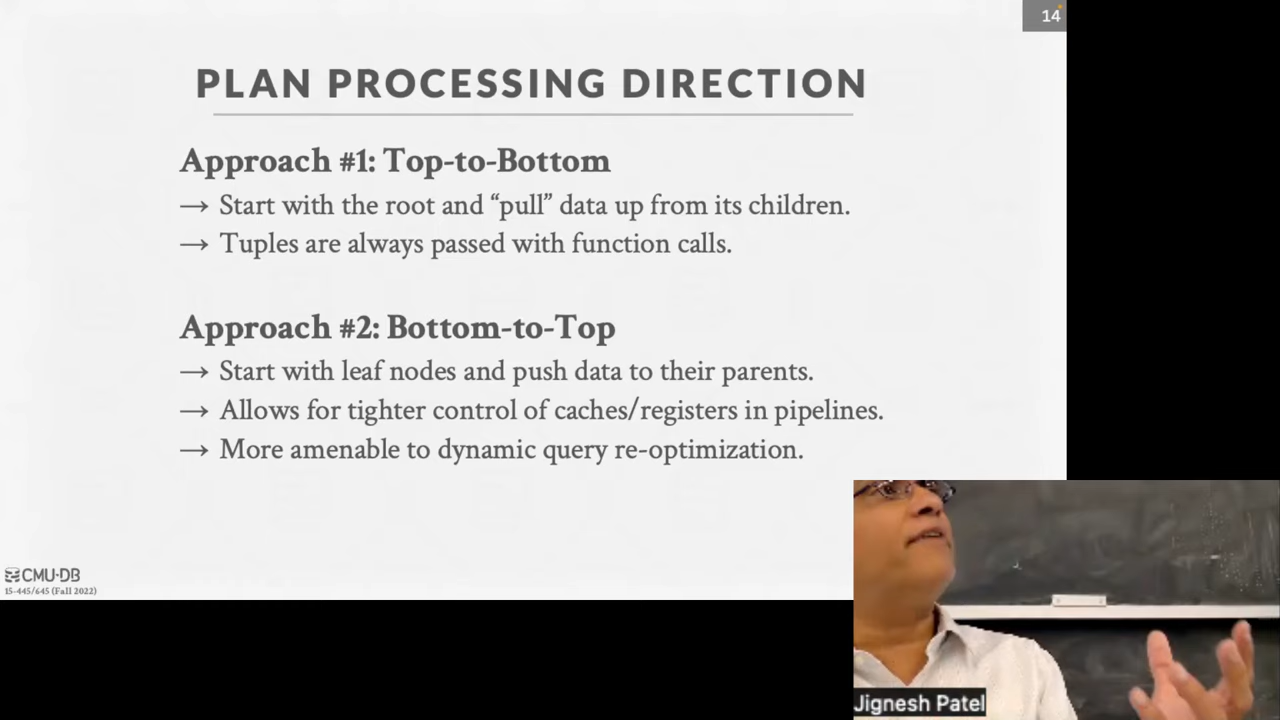 14
PLAN PROCESSING DIRECTION
Approach #1: Top-to-Bottom
→ Start with the root and “pull” data up from its children.
→ Tuples are always passed with function calls.
Approach #2: Bottom-to-Top
→ Start with leaf nodes and push data to their parents.
→ Allows for tighter control of caches/registers in pipelines.
→ More amenable to dynamic query re-optimization.
CMU·DB
15-445/645 (Fall 2022)
Jignesh Patel